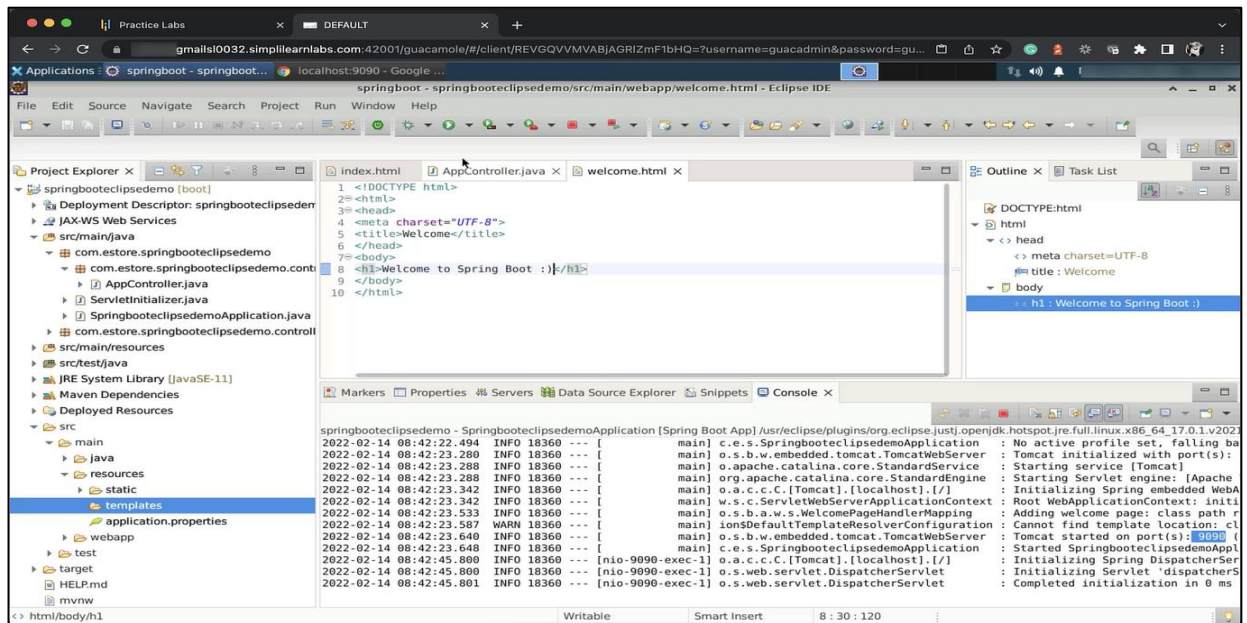 Practice Labs
DEFAULT
gmailsl0032.simplilearnlabs.com:42001/guacamole/#/client/REVGQVVMVABjAGRlZmF1bHQ=?username=guacadmin&password=gu...
Applications
springboot - springboot...
localhost:9090 - Google ...
springboot - springbooteclipsedemo/src/main/webapp/welcome.html - Eclipse IDE
File Edit Source Navigate Search Project Run Window Help
Project Explorer
springbooteclipsedemo [boot]
Deployment Descriptor: springbooteclipsedem
JAX-WS Web Services
src/main/java
com.estore.springbooteclipsedemo
com.estore.springbooteclipsedemo.cont
AppController.java
ServletInitializer.java
SpringbooteclipsedemoApplication.java
com.estore.springbooteclipsedemo.controll
src/main/resources
src/test/java
JRE System Library [JavaSE-11]
Maven Dependencies
Deployed Resources
src
main
java
resources
static
templates
application.properties
webapp
test
target
HELP.md
mvnw
index.html
AppController.java
welcome.html
1 <!DOCTYPE html>
2 <html>
3 <head>
4 <meta charset="UTF-8">
5 <title>Welcome</title>
6 </head>
7 <body>
8 <h1>Welcome to Spring Boot :)</h1>
9 </body>
10 </html>
Outline
Task List
DOCTYPE:html
html
head
meta charset=UTF-8
title : Welcome
body
h1 : Welcome to Spring Boot :)
Markers Properties Servers Data Source Explorer Snippets Console
springbooteclipsedemo - SpringbooteclipsedemoApplication [Spring Boot App] /usr/eclipse/plugins/org.eclipse.justj.openjdk.hotspot.jre.full.linux.x86_64_17.0.1.v2021
2022-02-14 08:42:22.494 INFO 18360 --- [ main] c.e.s.SpringbooteclipsedemoApplication : No active profile set, falling ba
2022-02-14 08:42:23.280 INFO 18360 --- [ main] o.s.b.w.embedded.tomcat.TomcatWebServer : Tomcat initialized with port(s):
2022-02-14 08:42:23.288 INFO 18360 --- [ main] o.apache.catalina.core.StandardService : Starting service [Tomcat]
2022-02-14 08:42:23.288 INFO 18360 --- [ main] org.apache.catalina.core.StandardEngine : Starting Servlet engine: [Apache
2022-02-14 08:42:23.342 INFO 18360 --- [ main] o.a.c.c.C.[Tomcat].[localhost].[/] : Initializing Spring embedded WebA
2022-02-14 08:42:23.342 INFO 18360 --- [ main] w.s.c.ServletWebServerApplicationContext : Root WebApplicationContext: initi
2022-02-14 08:42:23.533 INFO 18360 --- [ main] o.s.b.a.w.s.WelcomePageHandlerMapping : Adding welcome page: class path r
2022-02-14 08:42:23.587 WARN 18360 --- [ main] ion$DefaultTemplateResolverConfiguration : Cannot find template location: cl
2022-02-14 08:42:23.640 INFO 18360 --- [ main] o.s.b.w.embedded.tomcat.TomcatWebServer : Tomcat started on port(s): 9090 (
2022-02-14 08:42:23.648 INFO 18360 --- [ main] c.e.s.SpringbooteclipsedemoApplication : Started SpringbooteclipsedemoAppl
2022-02-14 08:42:45.800 INFO 18360 --- [nio-9090-exec-1] o.a.c.c.C.[Tomcat].[localhost].[/] : Initializing Spring DispatcherSer
2022-02-14 08:42:45.800 INFO 18360 --- [nio-9090-exec-1] o.s.web.servlet.DispatcherServlet : Initializing Servlet 'dispatcherS
2022-02-14 08:42:45.801 INFO 18360 --- [nio-9090-exec-1] o.s.web.servlet.DispatcherServlet : Completed initialization in 0 ms
html/body/h1
Writable
Smart Insert
8 : 30 : 120